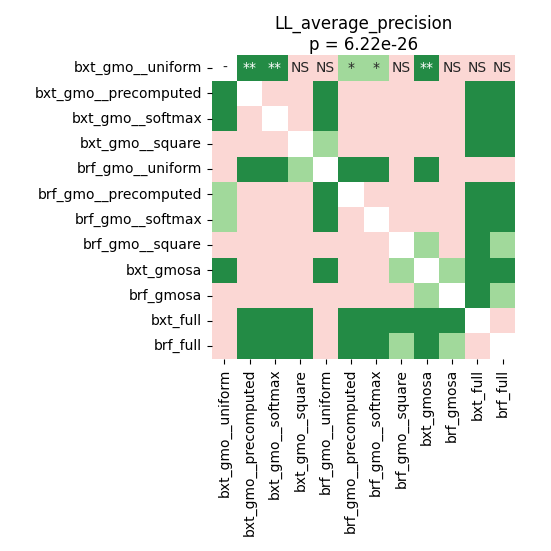 LL_average_precision
p = 6.22e-26
bxt_gmo__uniform - ** ** NS NS * * NS ** NS NS NS
bxt_gmo__precomputed
bxt_gmo__softmax
bxt_gmo__square
brf_gmo__uniform
brf_gmo__precomputed
brf_gmo__softmax
brf_gmo__square
bxt_gmosa
brf_gmosa
bxt_full
brf_full
bxt_gmo__uniform
bxt_gmo__precomputed
bxt_gmo__softmax
bxt_gmo__square
brf_gmo__uniform
brf_gmo__precomputed
brf_gmo__softmax
brf_gmo__square
bxt_gmosa
brf_gmosa
bxt_full
brf_full